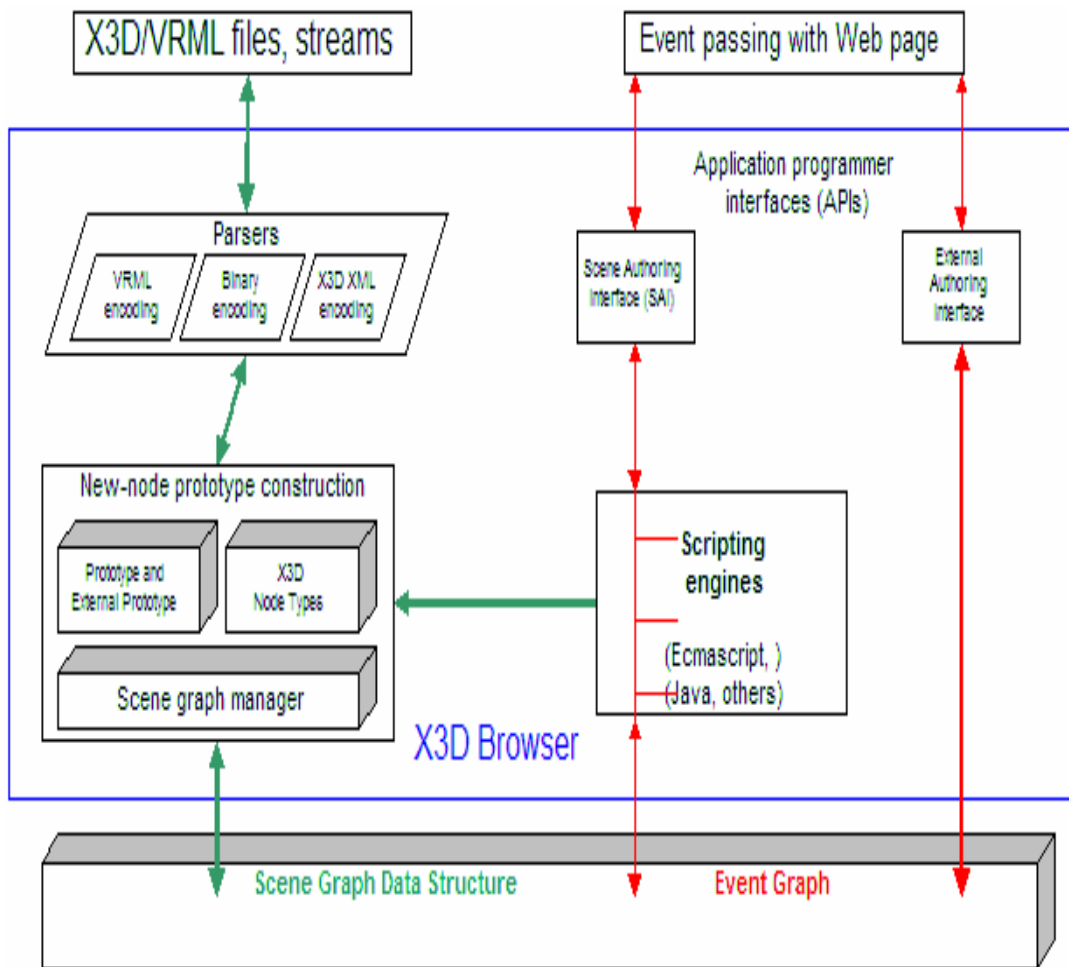 X3D/VRML files, streams
Event passing with Web page
Application programmer
interfaces (APIs)
Parsers
VRML
encoding
Binary
encoding
X3D XML
encoding
Scene Authoring
Interface (SAI)
External
Authoring
Interface
New-node prototype construction
Prototype and
External Prototype
X3D
Node Types
Scene graph manager
Scripting
engines
(Ecmascript, )
(Java, others)
X3D Browser
Scene Graph Data Structure
Event Graph